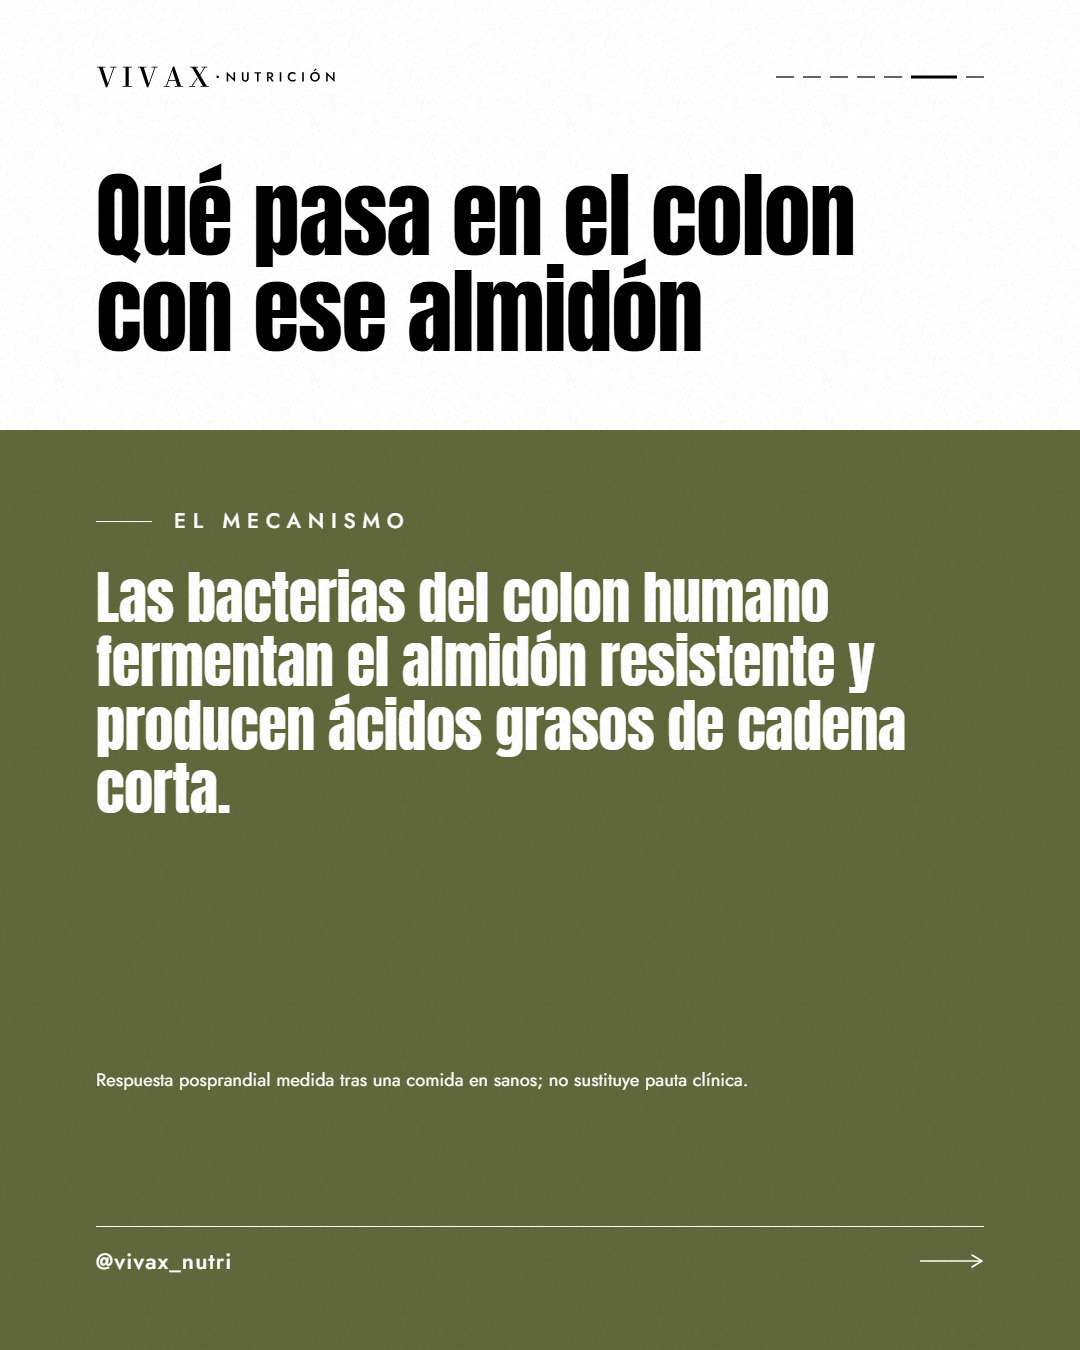 VIVAX·NUTRICIÓN
Qué pasa en el colon
con ese almidón
EL MECANISMO
Las bacterias del colon humano
fermentan el almidón resistente y
producen ácidos grasos de cadena
corta.
Respuesta posprandial medida tras una comida en sanos; no sustituye pauta clínica.
@vivax_nutri